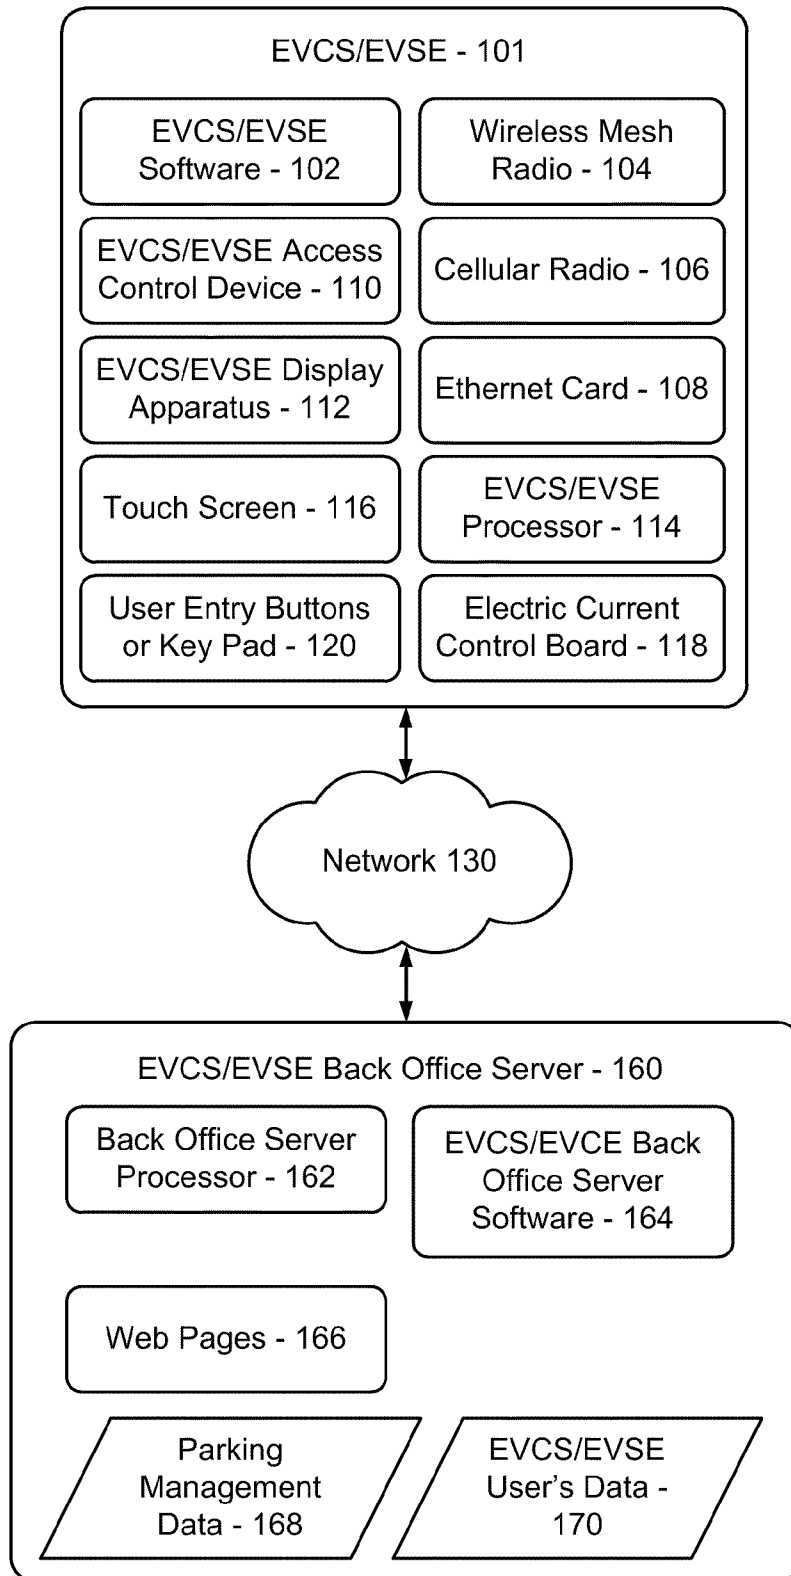 EVCS/EVSE - 101
EVCS/EVSE
Software - 102
Wireless Mesh
Radio - 104
EVCS/EVSE Access
Control Device - 110
Cellular Radio - 106
EVCS/EVSE Display
Apparatus - 112
Ethernet Card - 108
Touch Screen - 116
EVCS/EVSE
Processor - 114
User Entry Buttons
or Key Pad - 120
Electric Current
Control Board - 118
Network 130
EVCS/EVSE Back Office Server - 160
Back Office Server
Processor - 162
EVCS/EVCE Back
Office Server
Software - 164
Web Pages - 166
Parking
Management
Data - 168
EVCS/EVSE
User’s Data -
170